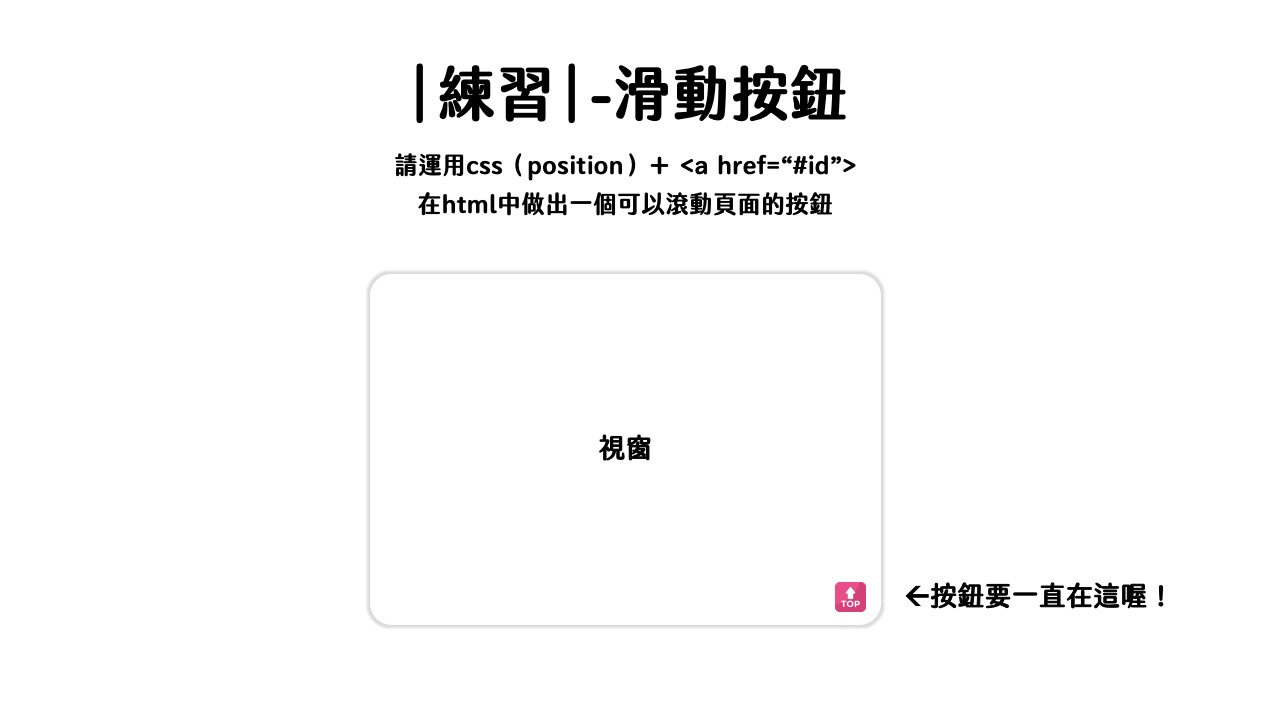 |練習|-滑動按鈕
請運用css（position）＋ <a href=“#id”>
在html中做出一個可以滾動頁面的按鈕
視窗
TOP
←按鈕要一直在這喔！